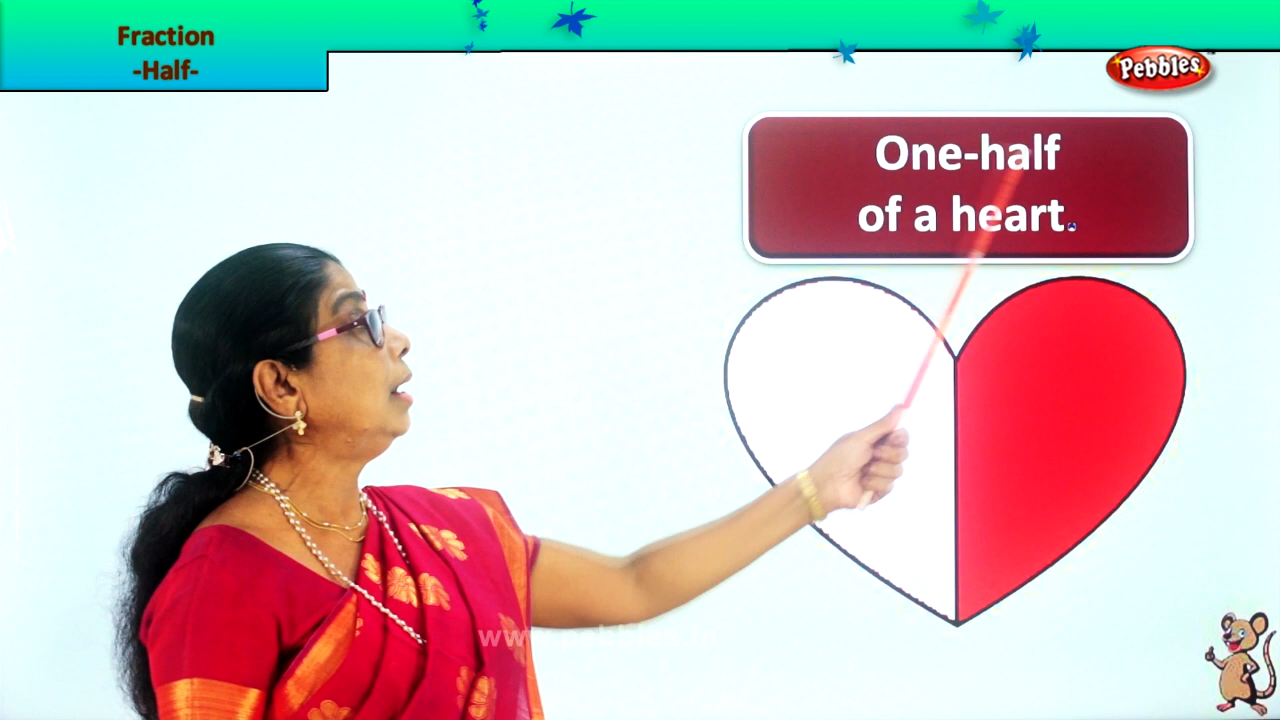 Fraction
-Half-
Pebbles
One-half
of a heart.